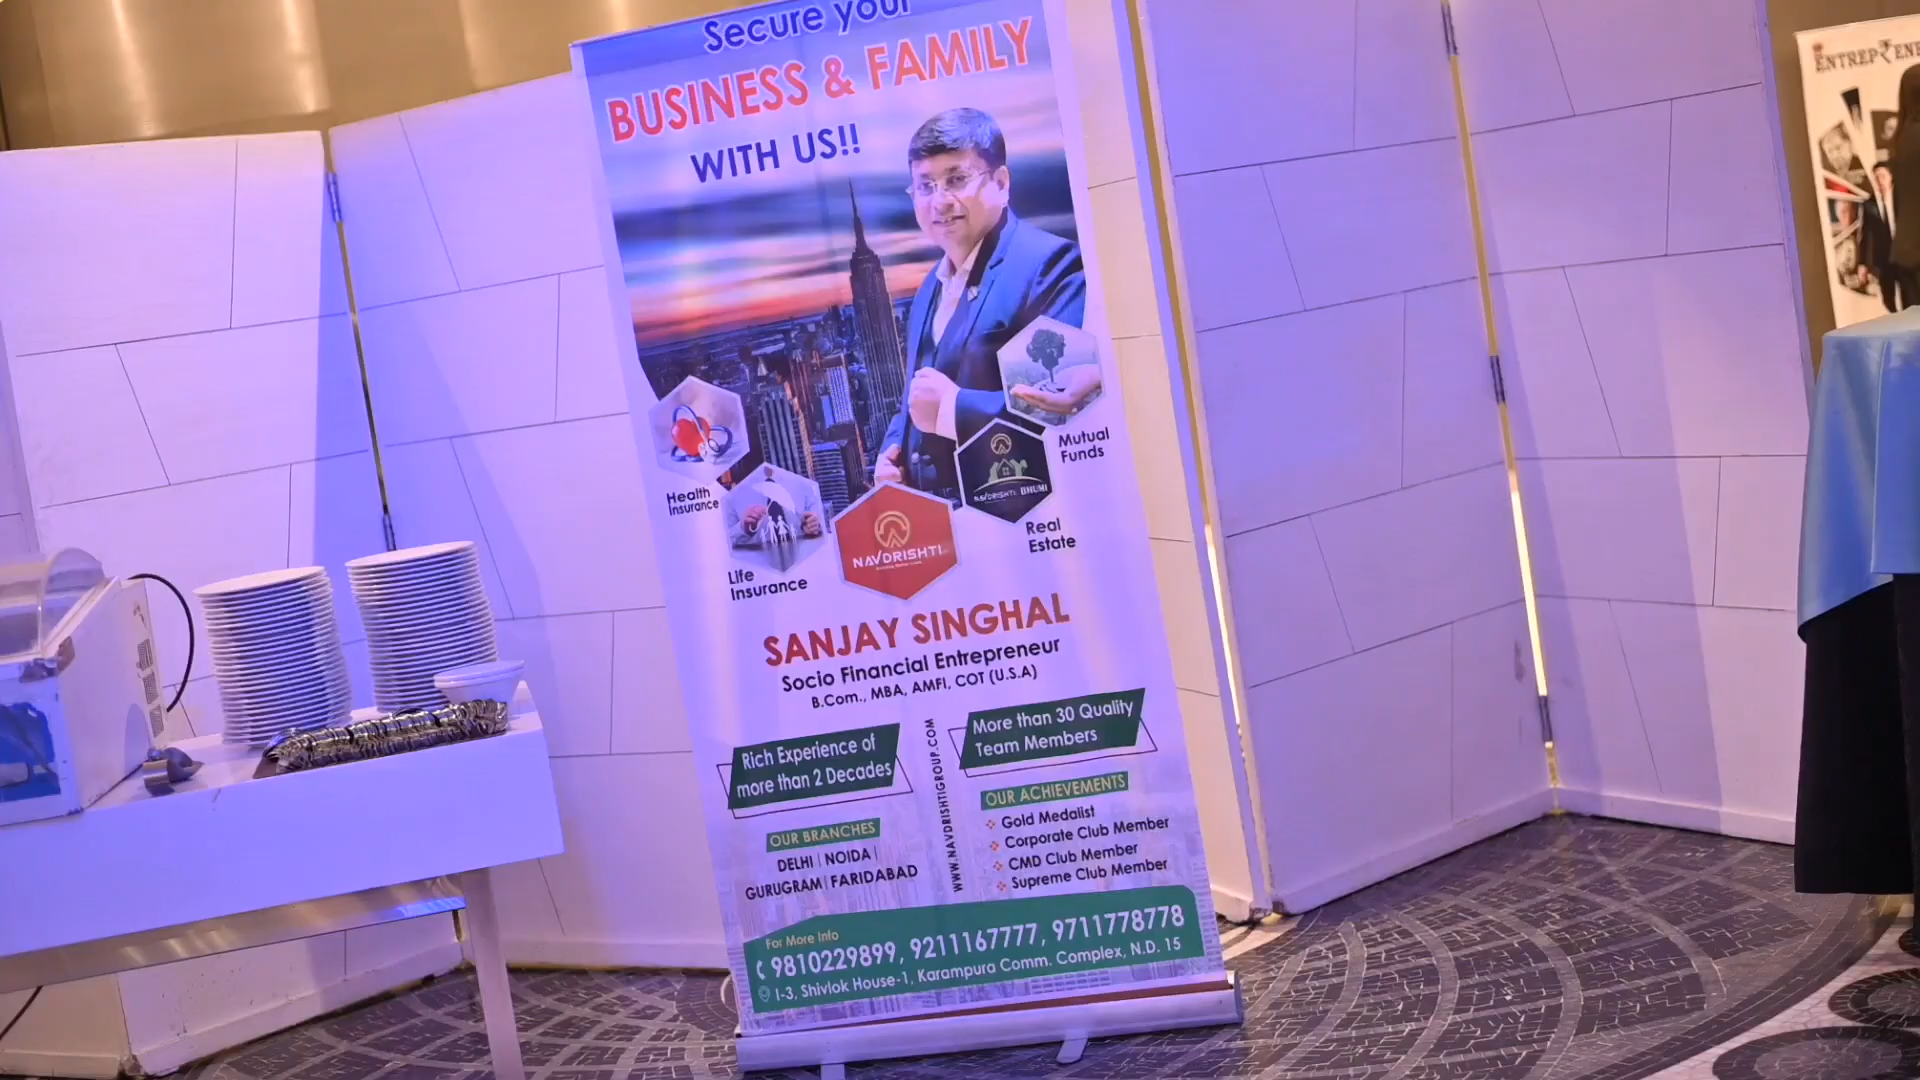 Secure your
BUSINESS & FAMILY
WITH US!!
Health
Insurance
Life
Insurance
NAVDRISHTI
NAVDRISHTI BHUMI
Mutual
Funds
Real
Estate
SANJAY SINGHAL
Socio Financial Entrepreneur
B.Com., MBA, AMFI, COT (U.S.A)
Rich Experience of
more than 2 Decades
More than 30 Quality
Team Members
WWW.NAVDRISHTIGROUP.COM
OUR BRANCHES
DELHI | NOIDA |
GURUGRAM | FARIDABAD
OUR ACHIEVEMENTS
Gold Medalist
Corporate Club Member
CMD Club Member
Supreme Club Member
For More Info
9810229899, 9211167777, 9711778778
I-3, Shivlok House-1, Karampura Comm. Complex, N.D. 15
ENTREP₹ENE